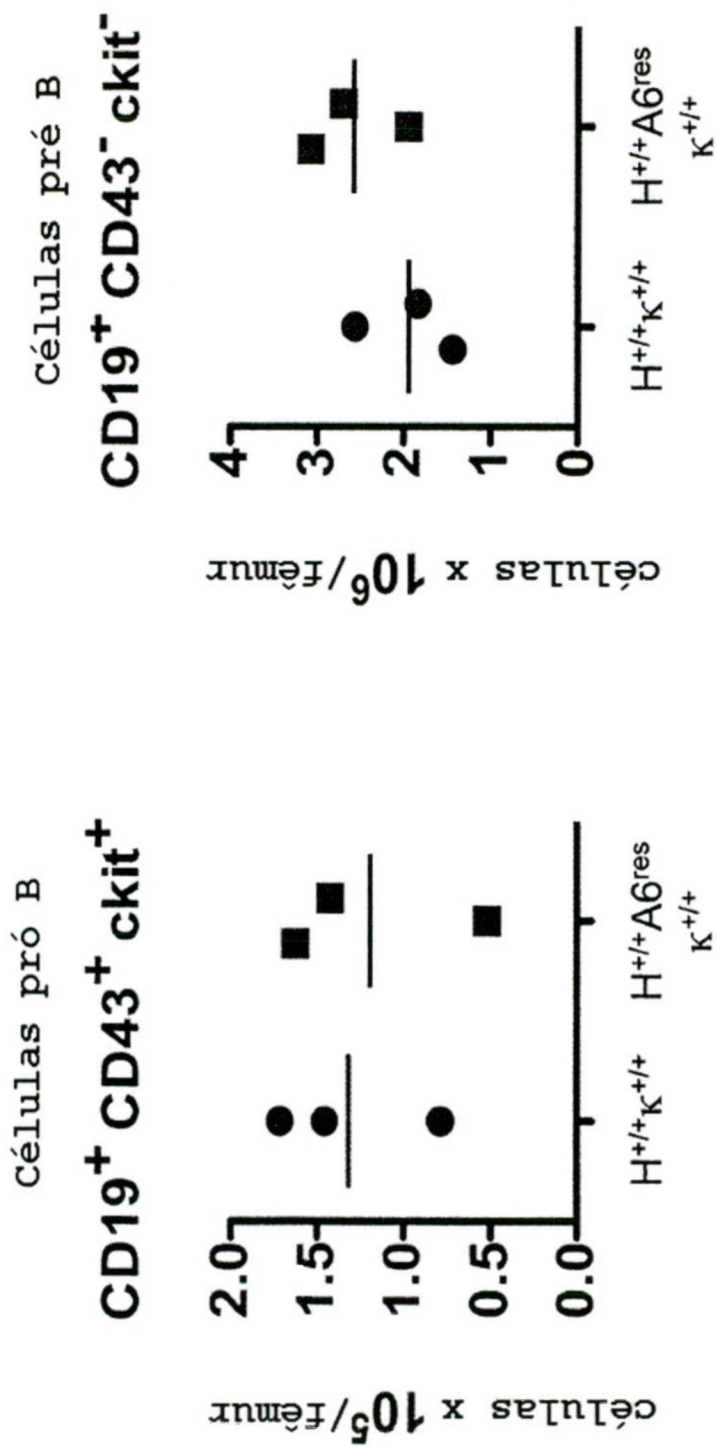 Células pró B
CD19⁺ CD43⁺ ckit⁺
células x 10⁵/fêmur
2.0
1.5
1.0
0.5
0.0
H⁺/⁺κ⁺/⁺
H⁺/⁺A6ʳᵉˢ
κ⁺/⁺
Células pré B
CD19⁺ CD43⁻ ckit⁻
células x 10⁶/fêmur
4
3
2
1
0
H⁺/⁺κ⁺/⁺
H⁺/⁺A6ʳᵉˢ
κ⁺/⁺